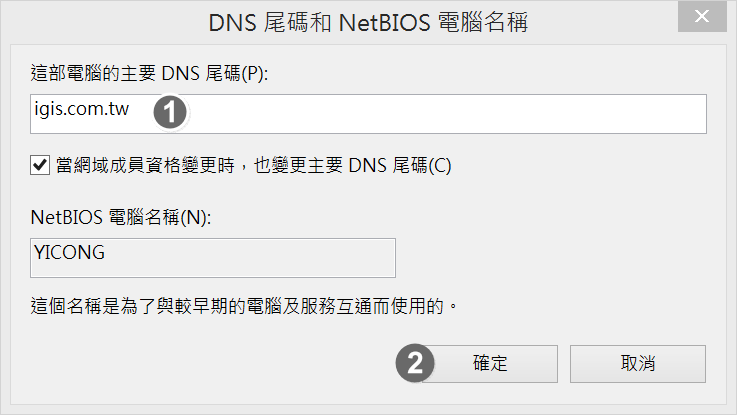 DNS 尾碼和 NetBIOS 電腦名稱
這部電腦的主要 DNS 尾碼(P):
igis.com.tw 1
當網域成員資格變更時，也變更主要 DNS 尾碼(C)
NetBIOS 電腦名稱(N):
YICONG
這個名稱是為了與較早期的電腦及服務互通而使用的。
2 確定 取消